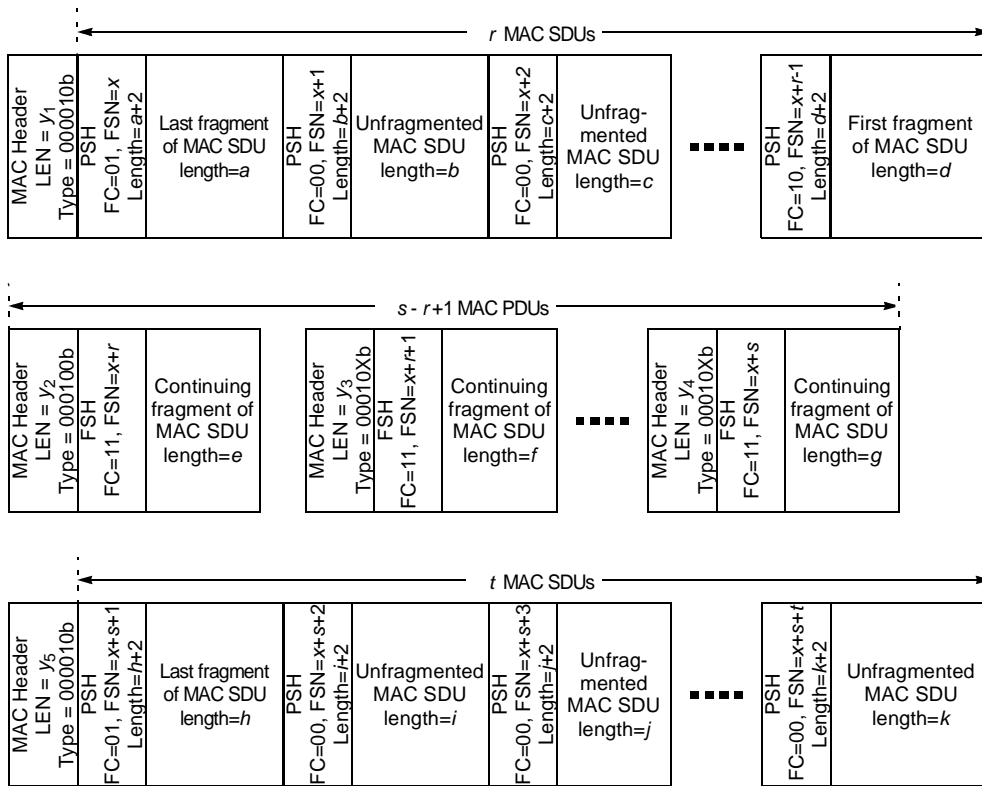 r MAC SDUs
MAC Header
LEN = y1
Type = 000010b
PSH
FC=01, FSN=x
Length=a+2
Last fragment
of MAC SDU
length=a
PSH
FC=00, FSN=x+1
Length=b+2
Unfragmented
MAC SDU
length=b
PSH
FC=00, FSN=x+2
Length=c+2
Unfrag-
mented
MAC SDU
length=c
PSH
FC=10, FSN=x+r-1
Length=d+2
First fragment
of MAC SDU
length=d
s - r+1 MAC PDUs
MAC Header
LEN = y2
Type = 000100b
FSH
FC=11, FSN=x+r
Continuing
fragment of
MAC SDU
length=e
MAC Header
LEN = y3
Type = 00010Xb
FSH
FC=11, FSN=x+r+1
Continuing
fragment of
MAC SDU
length=f
MAC Header
LEN = y4
Type = 00010Xb
FSH
FC=11, FSN=x+s
Continuing
fragment of
MAC SDU
length=g
t MAC SDUs
MAC Header
LEN = y5
Type = 000010b
PSH
FC=01, FSN=x+s+1
Length=h+2
Last fragment
of MAC SDU
length=h
PSH
FC=00, FSN=x+s+2
Length=i+2
Unfragmented
MAC SDU
length=i
PSH
FC=00, FSN=x+s+3
Length=j+2
Unfrag-
mented
MAC SDU
length=j
PSH
FC=00, FSN=x+s+t
Length=k+2
Unfragmented
MAC SDU
length=k